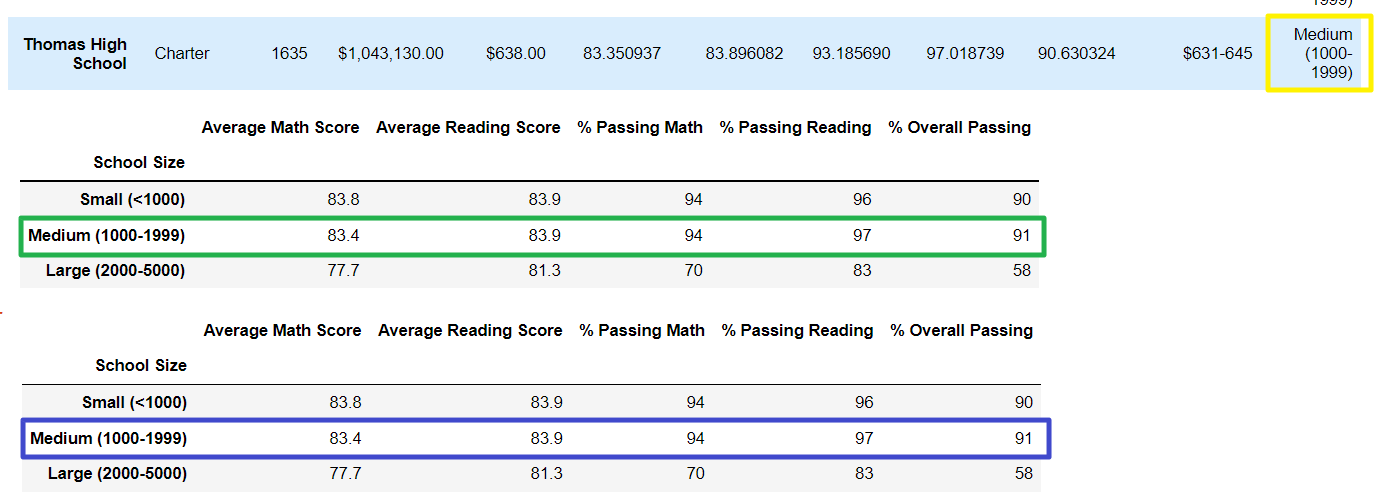 1999)
Thomas High School Charter 1635 $1,043,130.00 $638.00 83.350937 83.896082 93.185690 97.018739 90.630324 $631-645 Medium (1000-1999)
Average Math Score Average Reading Score % Passing Math % Passing Reading % Overall Passing
School Size
Small (<1000) 83.8 83.9 94 96 90
Medium (1000-1999) 83.4 83.9 94 97 91
Large (2000-5000) 77.7 81.3 70 83 58
Average Math Score Average Reading Score % Passing Math % Passing Reading % Overall Passing
School Size
Small (<1000) 83.8 83.9 94 96 90
Medium (1000-1999) 83.4 83.9 94 97 91
Large (2000-5000) 77.7 81.3 70 83 58